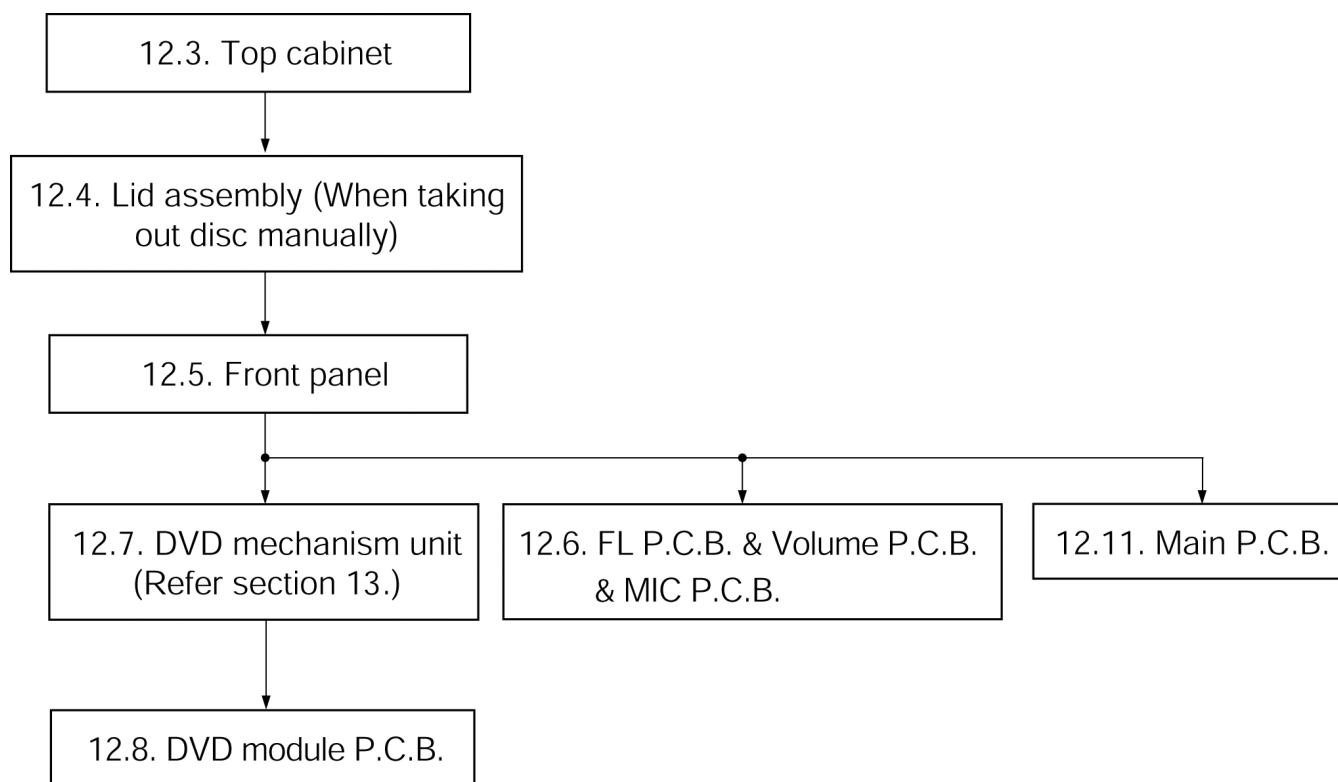 12.3. Top cabinet
12.4. Lid assembly (When taking
out disc manually)
12.5. Front panel
12.7. DVD mechanism unit
(Refer section 13.)
12.6. FL P.C.B. & Volume P.C.B.
& MIC P.C.B.
12.11. Main P.C.B.
12.8. DVD module P.C.B.